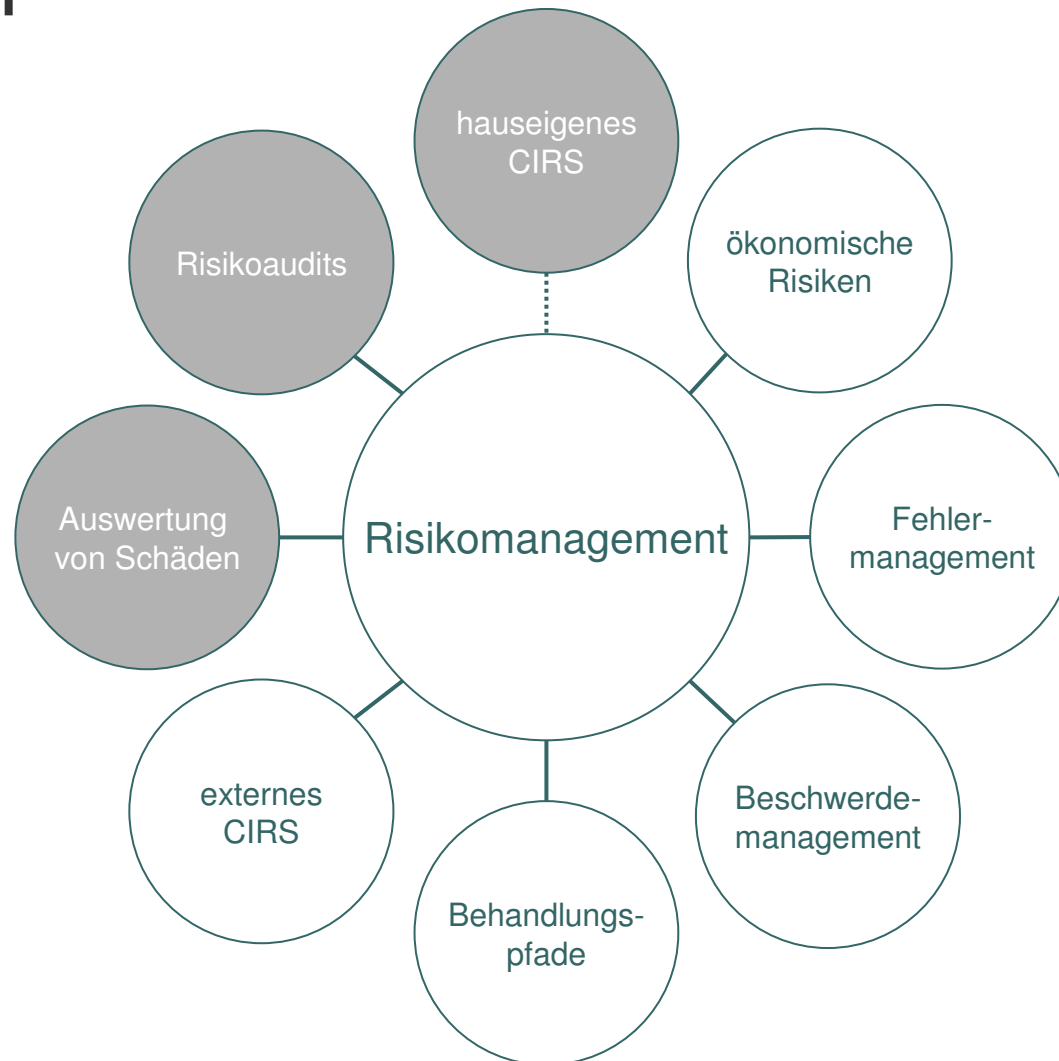 hauseigenes
CIRS
ökonomische
Risiken
Risikoaudits
Fehler-
management
Auswertung
von Schäden
Risikomanagement
Beschwerde-
management
externes
CIRS
Behandlungs-
pfade